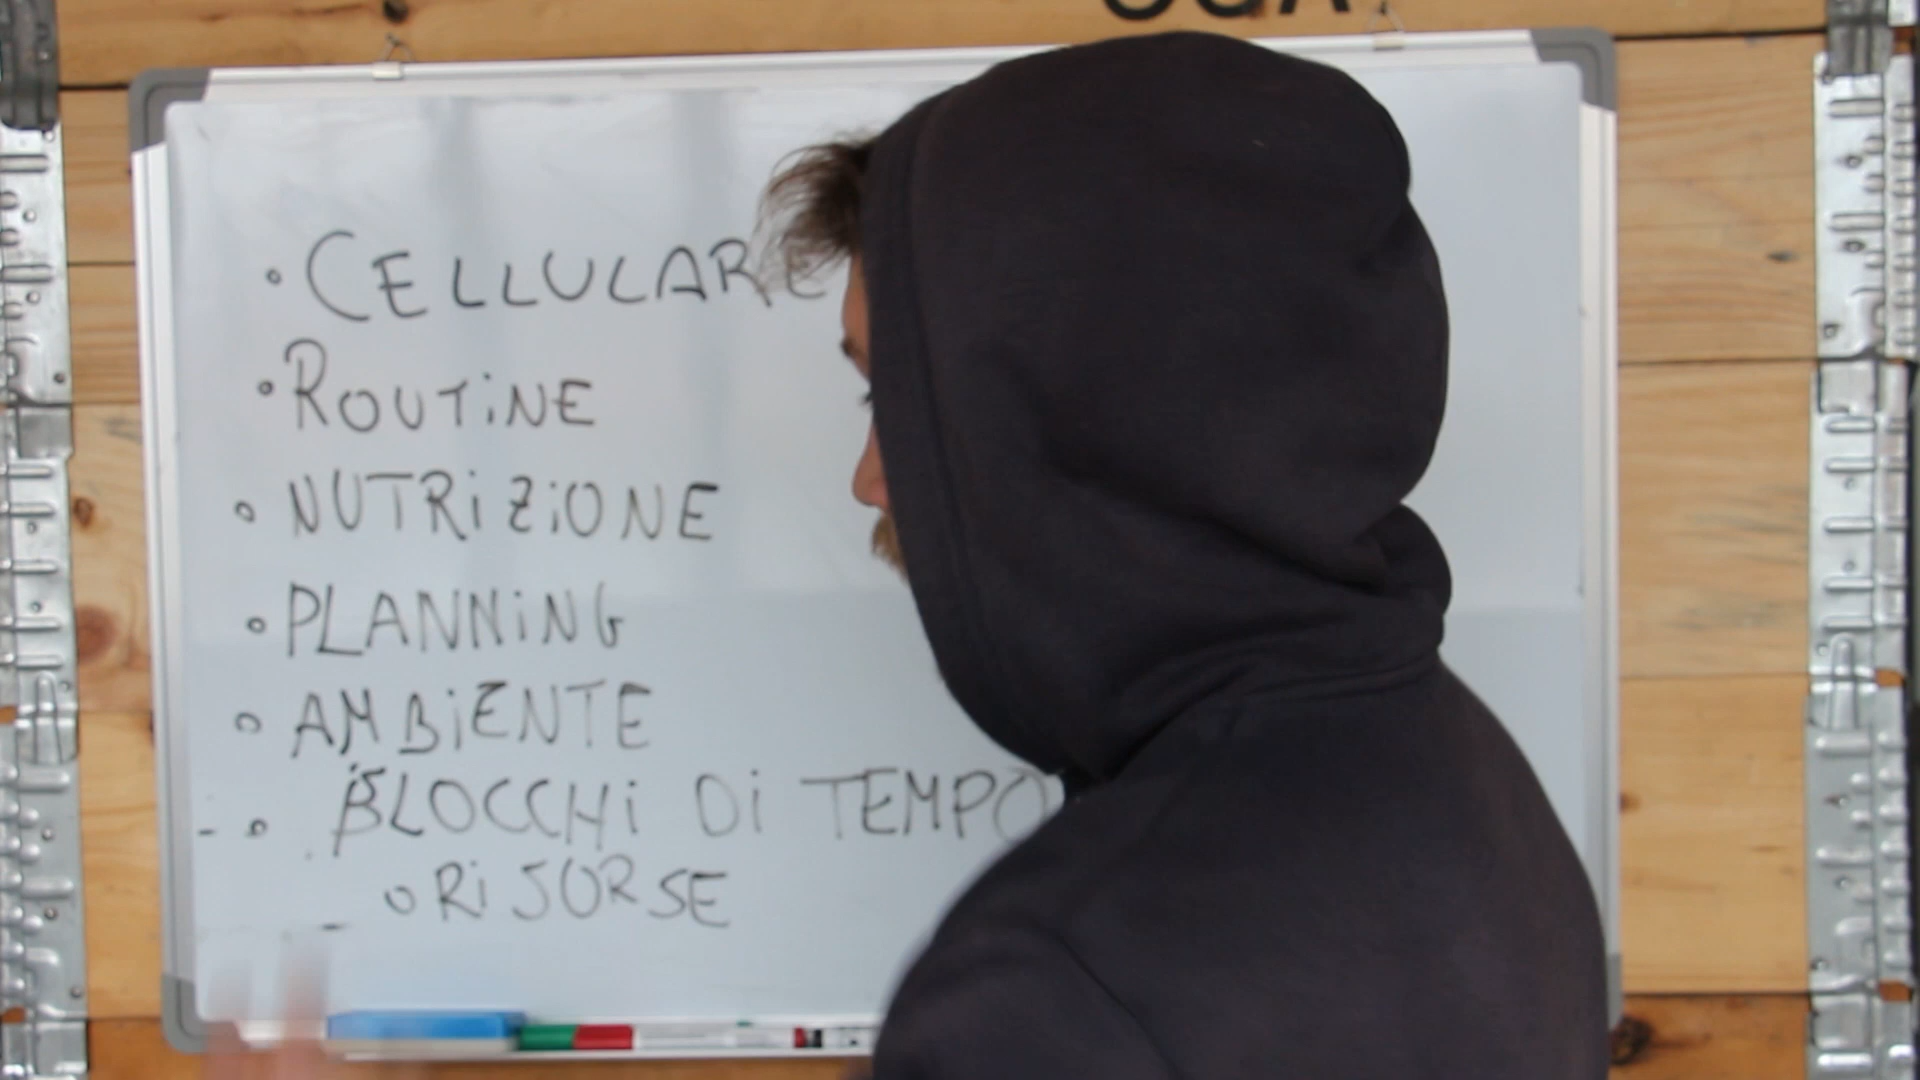 • CELLULARE
• ROUTiNE
• NUTRiZiONE
• PLANNiNG
• AMBiENTE
- • BLOCCHi Di TEMPO
• RiSORSE